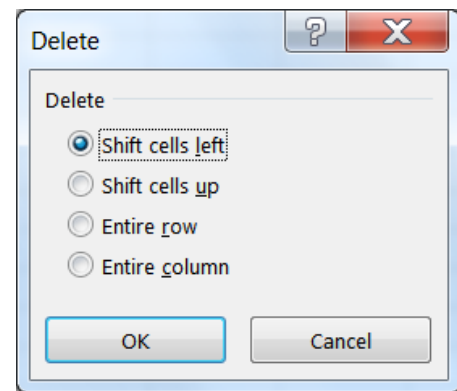 Delete
Delete
Shift cells left
Shift cells up
Entire row
Entire column
OK Cancel